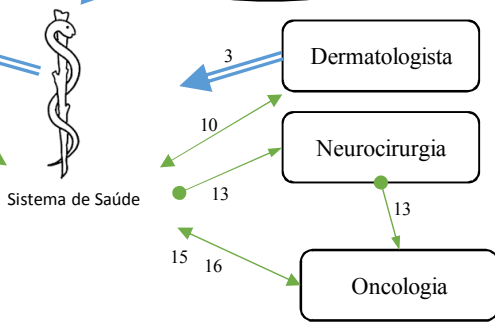 3
Dermatologista
10
Neurocirurgia
Sistema de Saúde
13
13
15
16
Oncologia